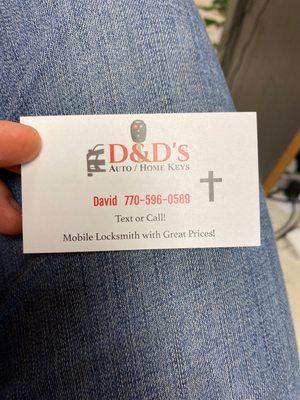 D&D's
AUTO / HOME KEYS
David 770-596-0589
Text or Call!
Mobile Locksmith with Great Prices!